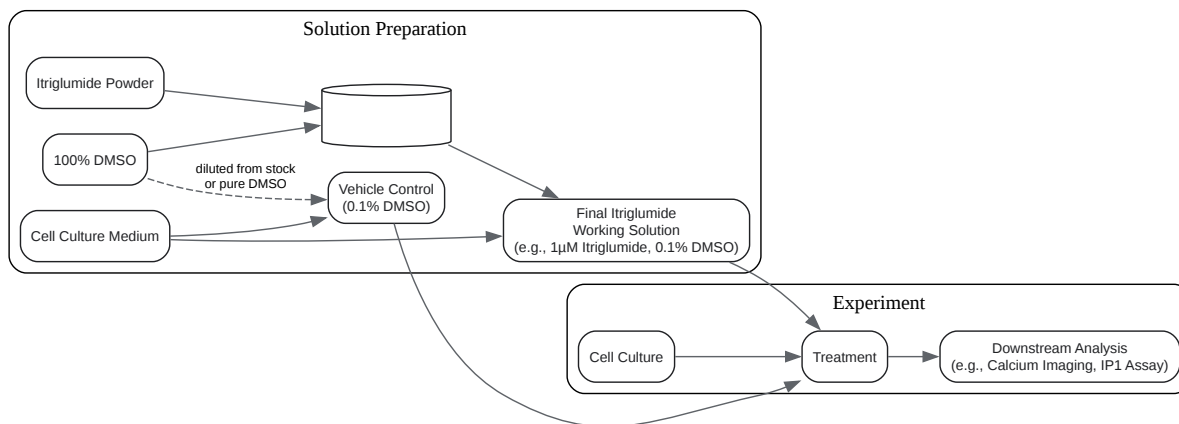 Solution Preparation
Itriglumide Powder
100% DMSO
diluted from stock
or pure DMSO
Vehicle Control
(0.1% DMSO)
Cell Culture Medium
Final Itriglumide
Working Solution
(e.g., 1µM Itriglumide, 0.1% DMSO)
Experiment
Cell Culture
Treatment
Downstream Analysis
(e.g., Calcium Imaging, IP1 Assay)